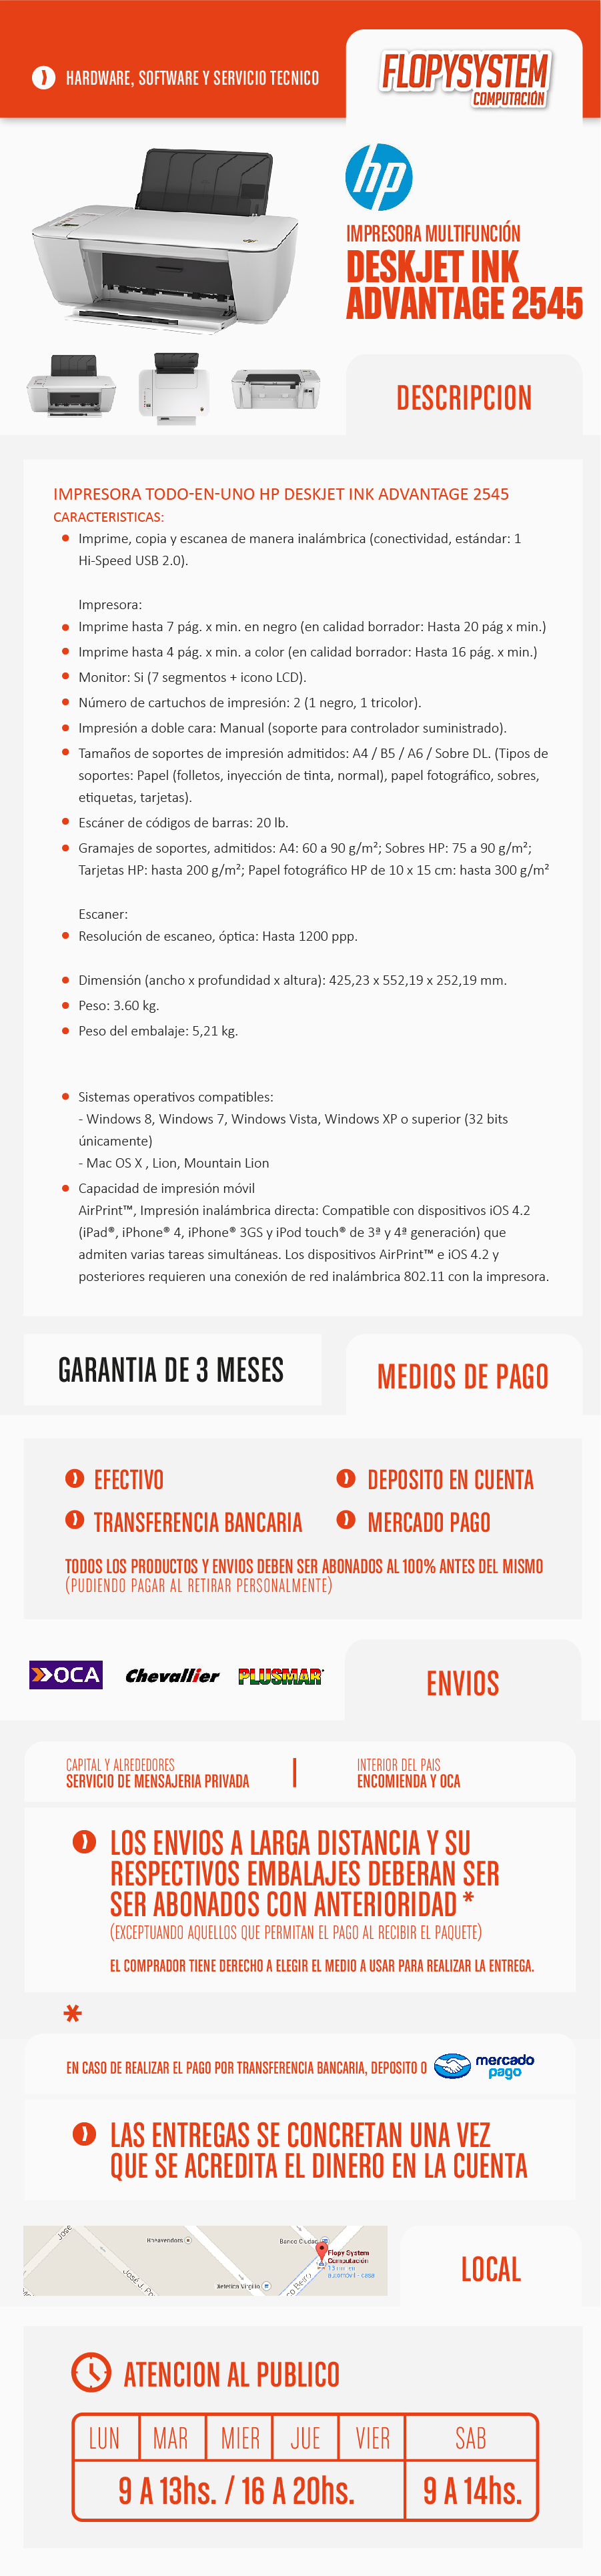 HARDWARE, SOFTWARE Y SERVICIO TECNICO
FLOPYSYSTEM
COMPUTACIÓN
hp
IMPRESORA MULTIFUNCIÓN
DESKJET INK
ADVANTAGE 2545
DESCRIPCION
IMPRESORA TODO-EN-UNO HP DESKJET INK ADVANTAGE 2545
CARACTERISTICAS:
Imprime, copia y escanea de manera inalámbrica (conectividad, estándar: 1
Hi-Speed USB 2.0).
Impresora:
Imprime hasta 7 pág. x min. en negro (en calidad borrador: Hasta 20 pág x min.)
Imprime hasta 4 pág. x min. a color (en calidad borrador: Hasta 16 pág. x min.)
Monitor: Si (7 segmentos + icono LCD).
Número de cartuchos de impresión: 2 (1 negro, 1 tricolor).
Impresión a doble cara: Manual (soporte para controlador suministrado).
Tamaños de soportes de impresión admitidos: A4 / B5 / A6 / Sobre DL. (Tipos de
soportes: Papel (folletos, inyección de tinta, normal), papel fotográfico, sobres,
etiquetas, tarjetas).
Escáner de códigos de barras: 20 lb.
Gramajes de soportes, admitidos: A4: 60 a 90 g/m²; Sobres HP: 75 a 90 g/m²;
Tarjetas HP: hasta 200 g/m²; Papel fotográfico HP de 10 x 15 cm: hasta 300 g/m²
Escaner:
Resolución de escaneo, óptica: Hasta 1200 ppp.
Dimensión (ancho x profundidad x altura): 425,23 x 552,19 x 252,19 mm.
Peso: 3.60 kg.
Peso del embalaje: 5,21 kg.
Sistemas operativos compatibles:
- Windows 8, Windows 7, Windows Vista, Windows XP o superior (32 bits
únicamente)
- Mac OS X , Lion, Mountain Lion
Capacidad de impresión móvil
AirPrint™, Impresión inalámbrica directa: Compatible con dispositivos iOS 4.2
(iPad®, iPhone® 4, iPhone® 3GS y iPod touch® de 3ª y 4ª generación) que
admiten varias tareas simultáneas. Los dispositivos AirPrint™ e iOS 4.2 y
posteriores requieren una conexión de red inalámbrica 802.11 con la impresora.
GARANTIA DE 3 MESES
MEDIOS DE PAGO
EFECTIVO
DEPOSITO EN CUENTA
TRANSFERENCIA BANCARIA
MERCADO PAGO
TODOS LOS PRODUCTOS Y ENVIOS DEBEN SER ABONADOS AL 100% ANTES DEL MISMO
(PUDIENDO PAGAR AL RETIRAR PERSONALMENTE)
OCA
Chevallier
PLUSMAR
ENVIOS
CAPITAL Y ALREDEDORES
SERVICIO DE MENSAJERIA PRIVADA
INTERIOR DEL PAIS
ENCOMIENDA Y OCA
LOS ENVIOS A LARGA DISTANCIA Y SU
RESPECTIVOS EMBALAJES DEBERAN SER
SER ABONADOS CON ANTERIORIDAD *
(EXCEPTUANDO AQUELLOS QUE PERMITAN EL PAGO AL RECIBIR EL PAQUETE)
EL COMPRADOR TIENE DERECHO A ELEGIR EL MEDIO A USAR PARA REALIZAR LA ENTREGA.
*
EN CASO DE REALIZAR EL PAGO POR TRANSFERENCIA BANCARIA, DEPOSITO O
mercado
pago
LAS ENTREGAS SE CONCRETAN UNA VEZ
QUE SE ACREDITA EL DINERO EN LA CUENTA
Jose
Banco Ciudad
Flopy System
Computación
José J. Po
LOCAL
ATENCION AL PUBLICO
LUN MAR MIER JUE VIER SAB
9 A 13hs. / 16 A 20hs. 9 A 14hs.